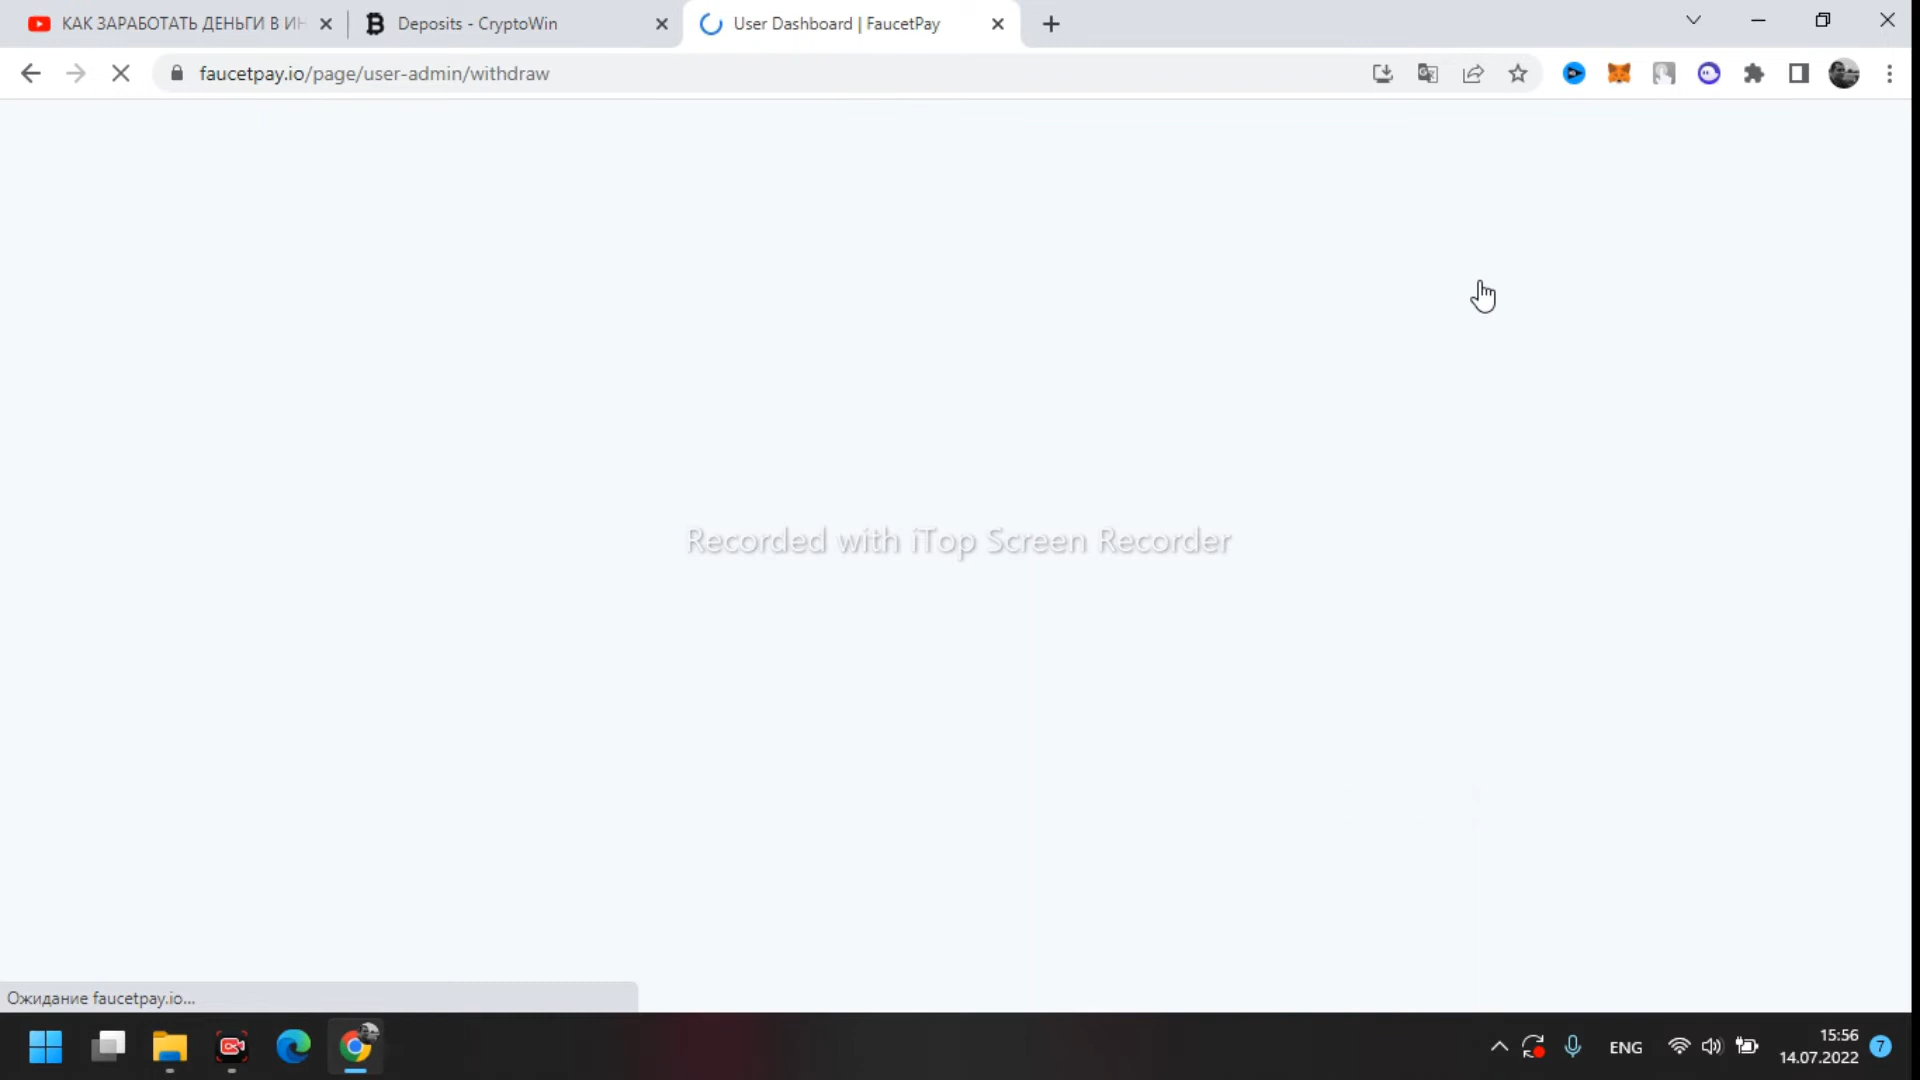 КАК ЗАРАБОТАТЬ ДЕНЬГИ В ИН
Deposits - CryptoWin
User Dashboard | FaucetPay
faucetpay.io/page/user-admin/withdraw
Recorded with iTop Screen Recorder
Ожидание faucetpay.io...
ENG
15:56
14.07.2022
7